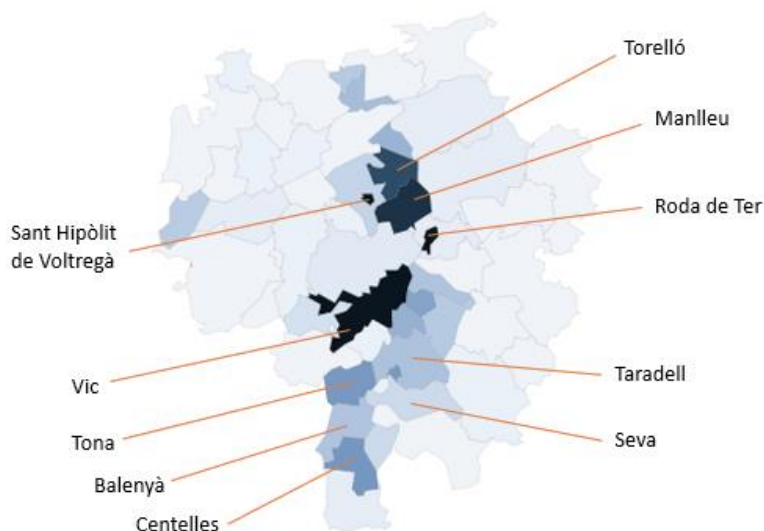 Torelló
Manlleu
Roda de Ter
Sant Hipòlit
de Voltregà
Vic
Taradell
Tona
Seva
Balenyà
Centelles